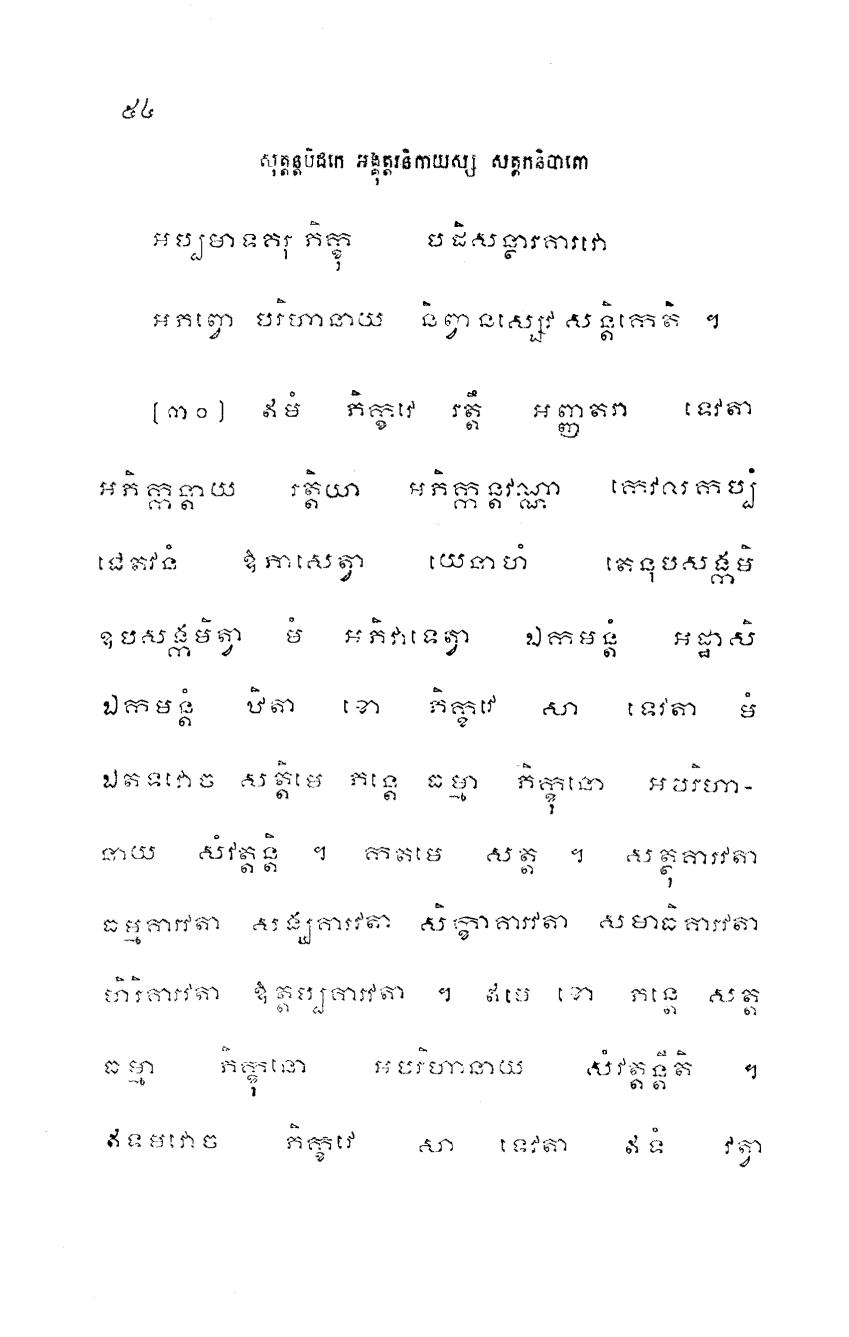 ៥៤
សុត្តន្តបិដកេ អង្គុត្តរនិកាយស្ស សត្តកនិបាតោ
អប្បមាទគរុ ភិក្ខុ បដិសន្ថារគារវោ
អភព្វោ បរិហានាយ និព្វានស្សេវ សន្តិកេតិ ។
[៣០] ឥមំ ភិក្ខវេ រត្តឹ អញ្ញតរា ទេវតា
អភិក្កន្តាយ រត្តិយា អភិក្កន្តវណ្ណា កេវលកប្បំ
ជេតវនំ ឱភាសេត្វា យេនាហំ តេនុបសង្កមិ
ឧបសង្កមិត្វា មំ អភិវាទេត្វា ឯកមន្តំ អដ្ឋាសិ
ឯកមន្តំ ឋិតា ខោ ភិក្ខវេ សា ទេវតា មំ
ឯតទវោច សត្តិមេ ភន្តេ ធម្មា ភិក្ខុនោ អបរិហា-
នាយ សំវត្តន្តិ ។ កតមេ សត្ត ។ សត្ថុគារវតា
ធម្មគារវតា សង្ឃគារវតា សិក្ខាគារវតា សមាធិគារវតា
ហិរិគារវតា ឱត្តប្បគារវតា ។ ឥមេ ខោ ភន្តេ សត្ត
ធម្មា ភិក្ខុនោ អបរិហានាយ សំវត្តន្តីតិ ។
ឥទមវោច ភិក្ខវេ សា ទេវតា ឥទំ វត្វា